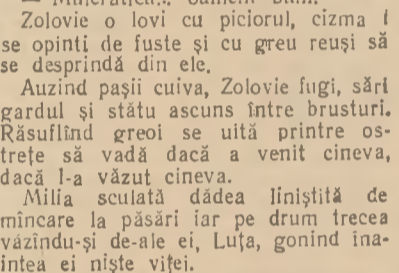 Zolovie o lovi cu piciorul, cizma i
se opinti de fuste și cu greu reuși să
se desprindă din ele.
Auzind pașii cuiva, Zolovie fugi, sări
gardul și stătu ascuns între brusturi.
Răsuflînd greoi se uită printre os-
trețe să vadă dacă a venit cineva,
dacă l-a văzut cineva.
Milia sculată dădea liniștită de
mîncare la păsări iar pe drum trecea
văzîndu-și de-ale ei, Luța, gonind îna-
intea ei niște viței.